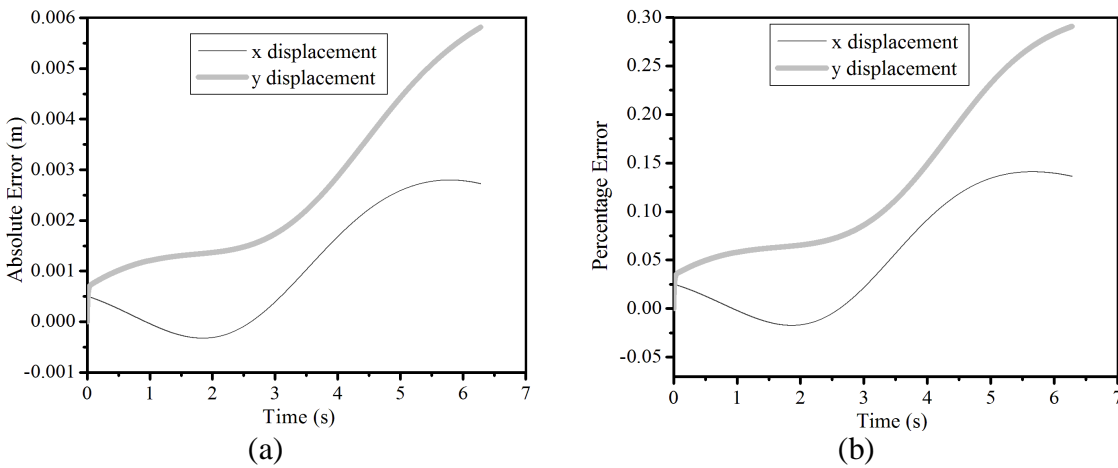 0.006
0.005
0.004
0.003
0.002
0.001
0.000
-0.001
Absolute Error (m)
x displacement
y displacement
0 1 2 3 4 5 6 7
Time (s)
(a)
0.30
0.25
0.20
0.15
0.10
0.05
0.00
-0.05
Percentage Errror
x displacement
y displacement
0 1 2 3 4 5 6 7
Time (s)
(b)